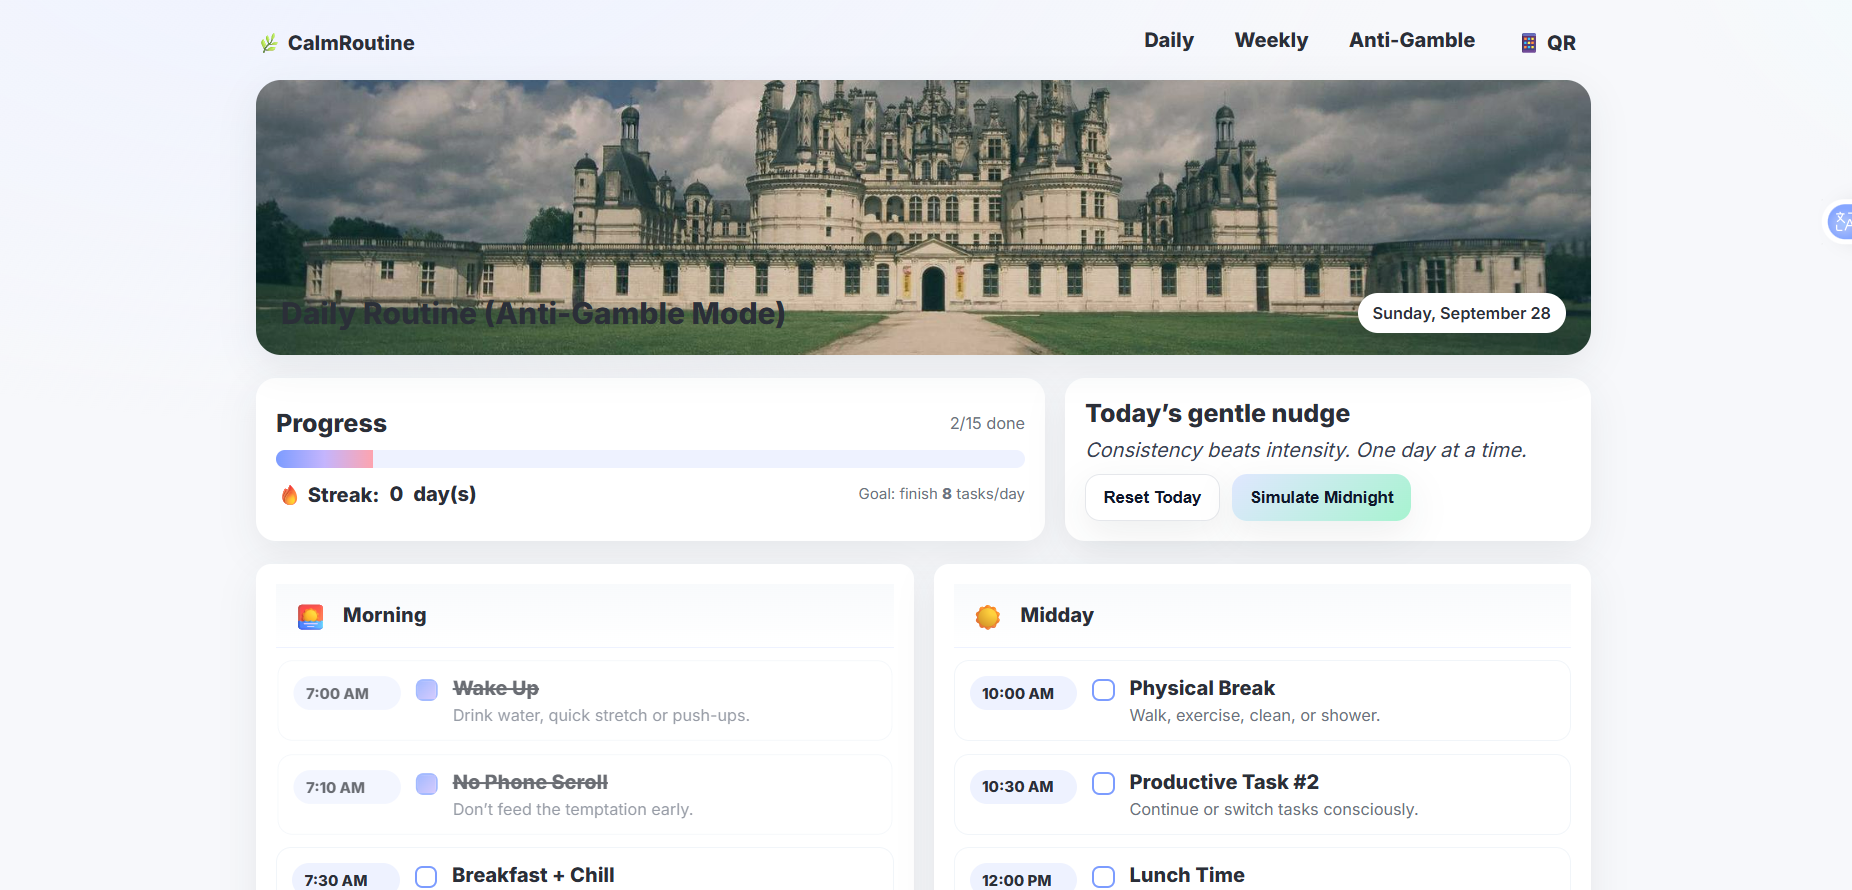 CalmRoutine
Daily Weekly Anti-Gamble QR
Daily Routine (Anti-Gamble Mode)
Sunday, September 28
Progress
2/15 done
Streak: 0 day(s)
Goal: finish 8 tasks/day
Today’s gentle nudge
Consistency beats intensity. One day at a time.
Reset Today
Simulate Midnight
Morning
7:00 AM
Wake Up
Drink water, quick stretch or push-ups.
7:10 AM
No Phone Scroll
Don’t feed the temptation early.
7:30 AM
Breakfast + Chill
Midday
10:00 AM
Physical Break
Walk, exercise, clean, or shower.
10:30 AM
Productive Task #2
Continue or switch tasks consciously.
12:00 PM
Lunch Time